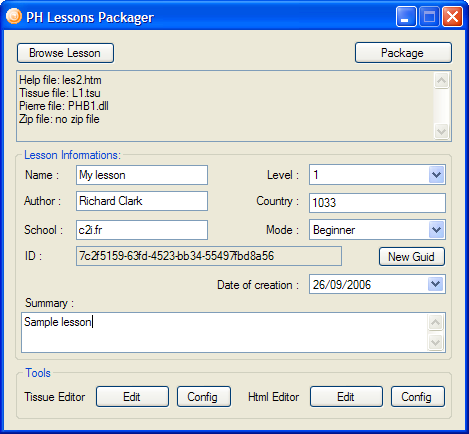 PH Lessons Packager
Browse Lesson Package
Help file: les2.htm
Tissue file: L1.tsu
Pierre file: PHB1.dll
Zip file: no zip file
Lesson Informations:
Name : My lesson Level : 1
Author : Richard Clark Country : 1033
School : c2i.fr Mode : Beginner
ID : 7c2f5159-63fd-4523-bb34-55497fbd8a56 New Guid
Date of creation : 26/09/2006
Summary :
Sample lesson
Tools
Tissue Editor Edit Config Html Editor Edit Config